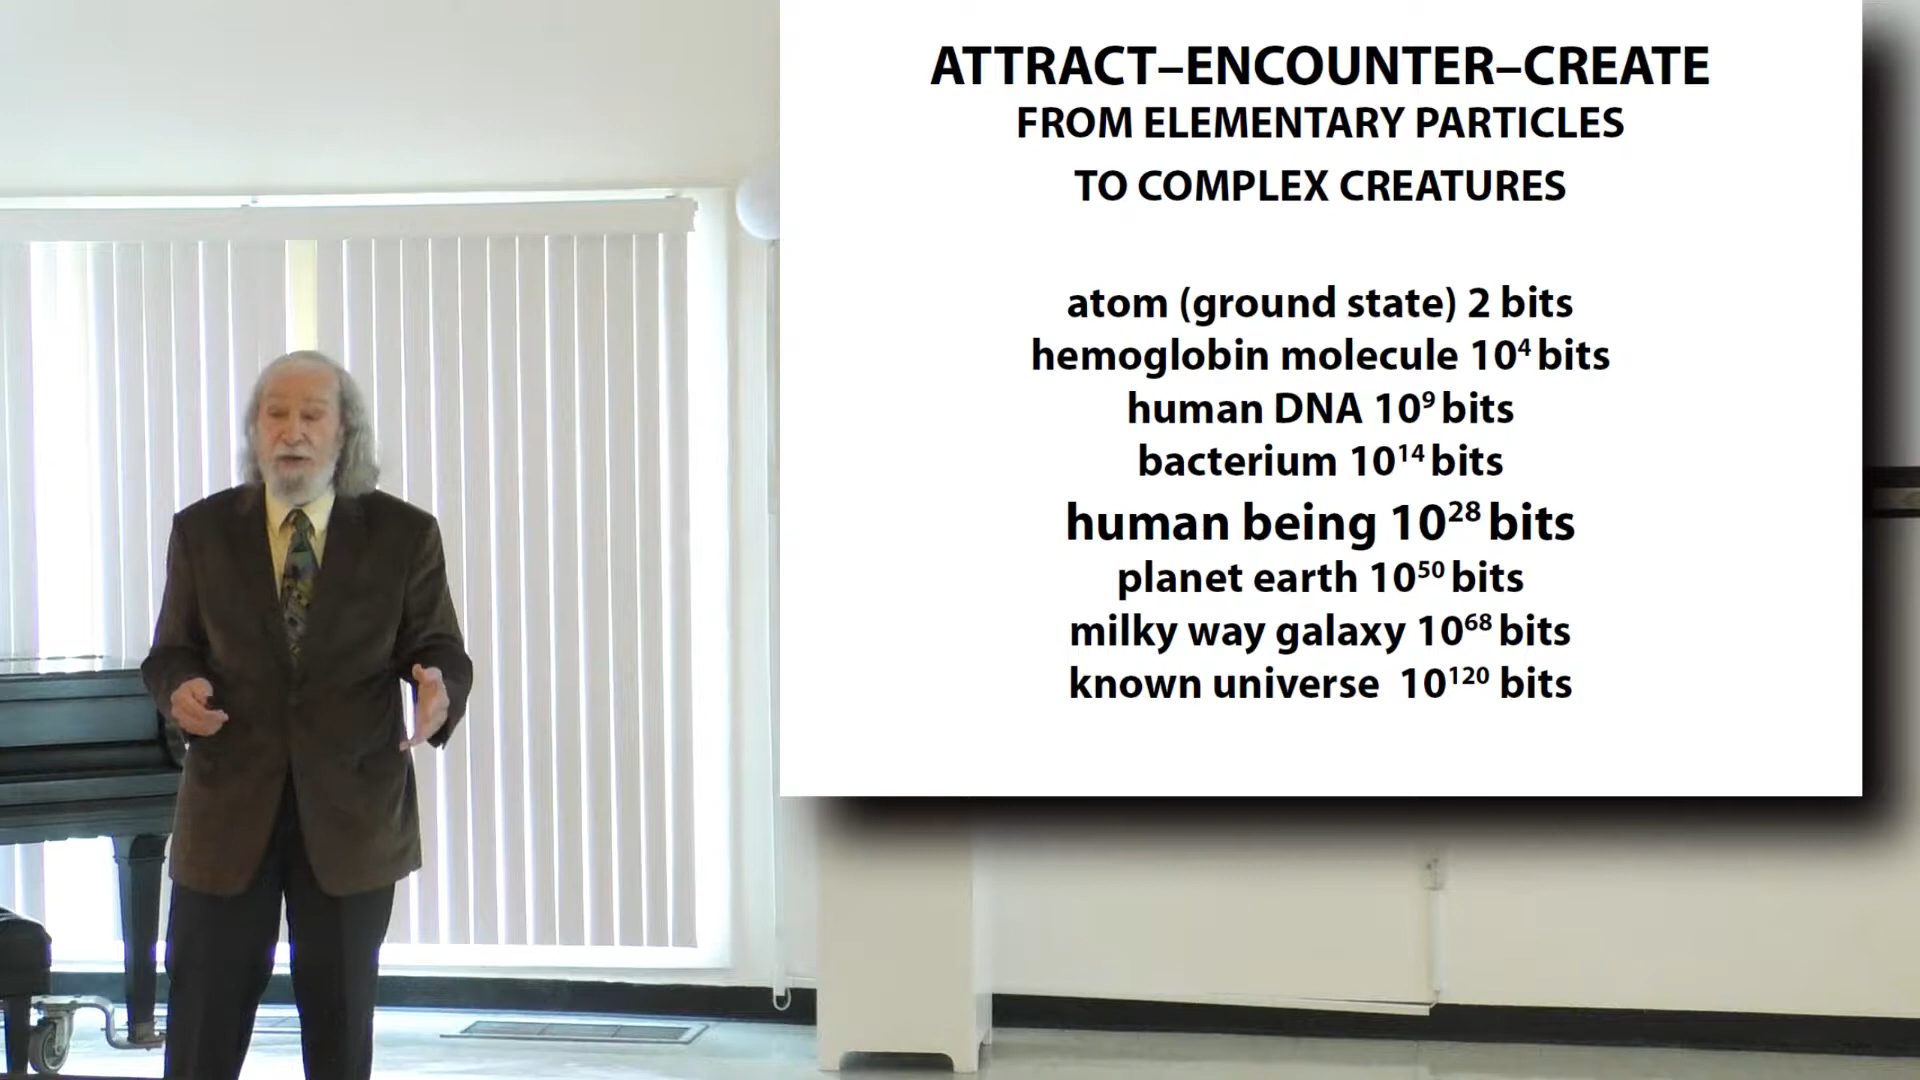 ATTRACT–ENCOUNTER–CREATE
FROM ELEMENTARY PARTICLES
TO COMPLEX CREATURES
atom (ground state) 2 bits
hemoglobin molecule 10⁴ bits
human DNA 10⁹ bits
bacterium 10¹⁴ bits
human being 10²⁸ bits
planet earth 10⁵⁰ bits
milky way galaxy 10⁶⁸ bits
known universe 10¹²⁰ bits